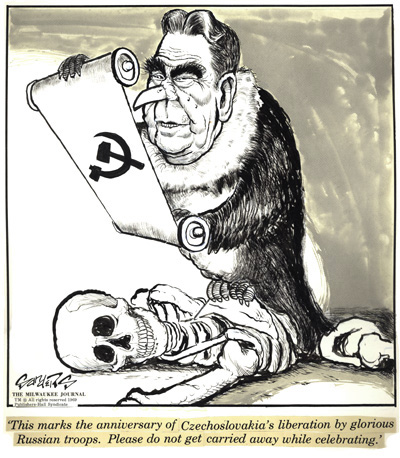 Sanders
THE MILWAUKEE JOURNAL
TM ® All rights reserved 1969
Publishers-Hall Syndicate
'This marks the anniversary of Czechoslovakia's liberation by glorious
Russian troops. Please do not get carried away while celebrating.'